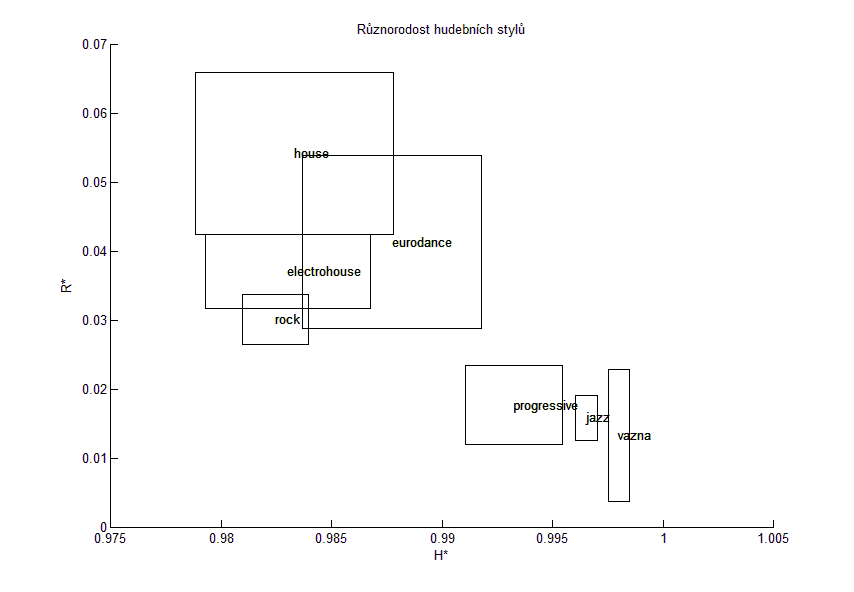 Různorodost hudebních stylů
0.07
0.06
0.05
0.04
0.03
0.02
0.01
0
R*
house
eurodance
electrohouse
rock
progressive
jazz
vazna
0.975
0.98
0.985
0.99
0.995
1
1.005
H*